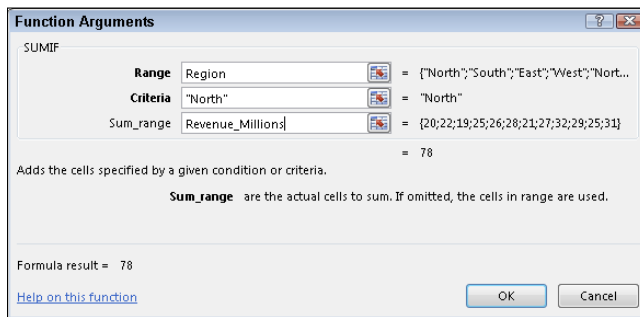 Function Arguments
SUMIF
Range Region = {"North";"South";"East";"West";"Nort...
Criteria "North" = "North"
Sum_range Revenue_Millions = {20;22;19;25;26;28;21;27;32;29;25;31}
= 78
Adds the cells specified by a given condition or criteria.
Sum_range are the actual cells to sum. If omitted, the cells in range are used.
Formula result = 78
Help on this function OK Cancel